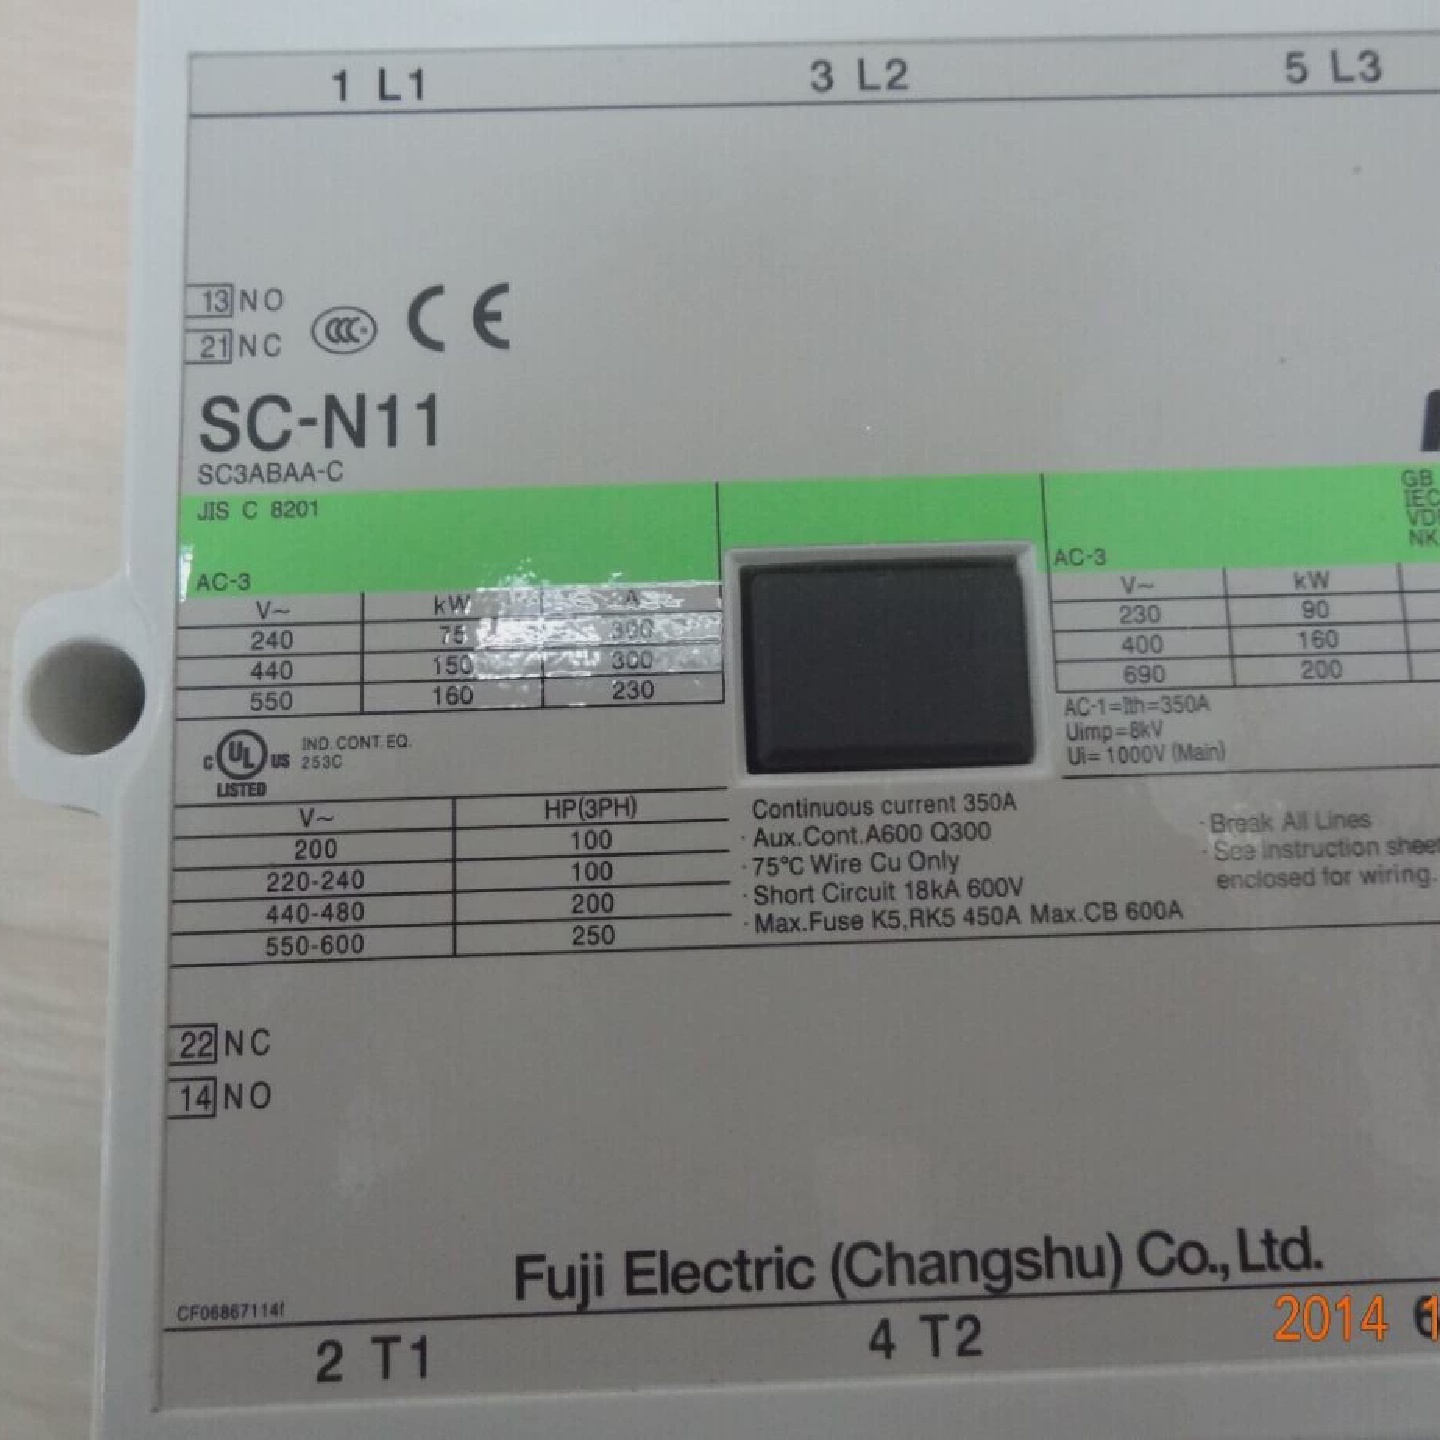 1 L1 3 L2 5 L3
13 NO
21 NC
CCC CE
SC-N11
SC3ABAA-C
JIS C 8201
GB
IEC
NK
AC-3
V~ kW A
240 75 300
440 150 300
550 160 230
AC-3
V~ kW
230 90
400 160
690 200
AC-1=Ith=350A
Uimp=8kV
Ui=1000V (Main)
C UL US LISTED
IND. CONT. EQ.
253C
V~ HP(3PH)
200 100
220-240 100
440-480 200
550-600 250
Continuous current 350A
· Aux.Cont.A600 Q300
· 75°C Wire Cu Only
· Short Circuit 18kA 600V
· Max.Fuse K5,RK5 450A Max.CB 600A
· Break All Lines
· See instruction sheet
enclosed for wiring.
22 NC
14 NO
Fuji Electric (Changshu) Co., Ltd.
CF06867114f
2 T1 4 T2
2014